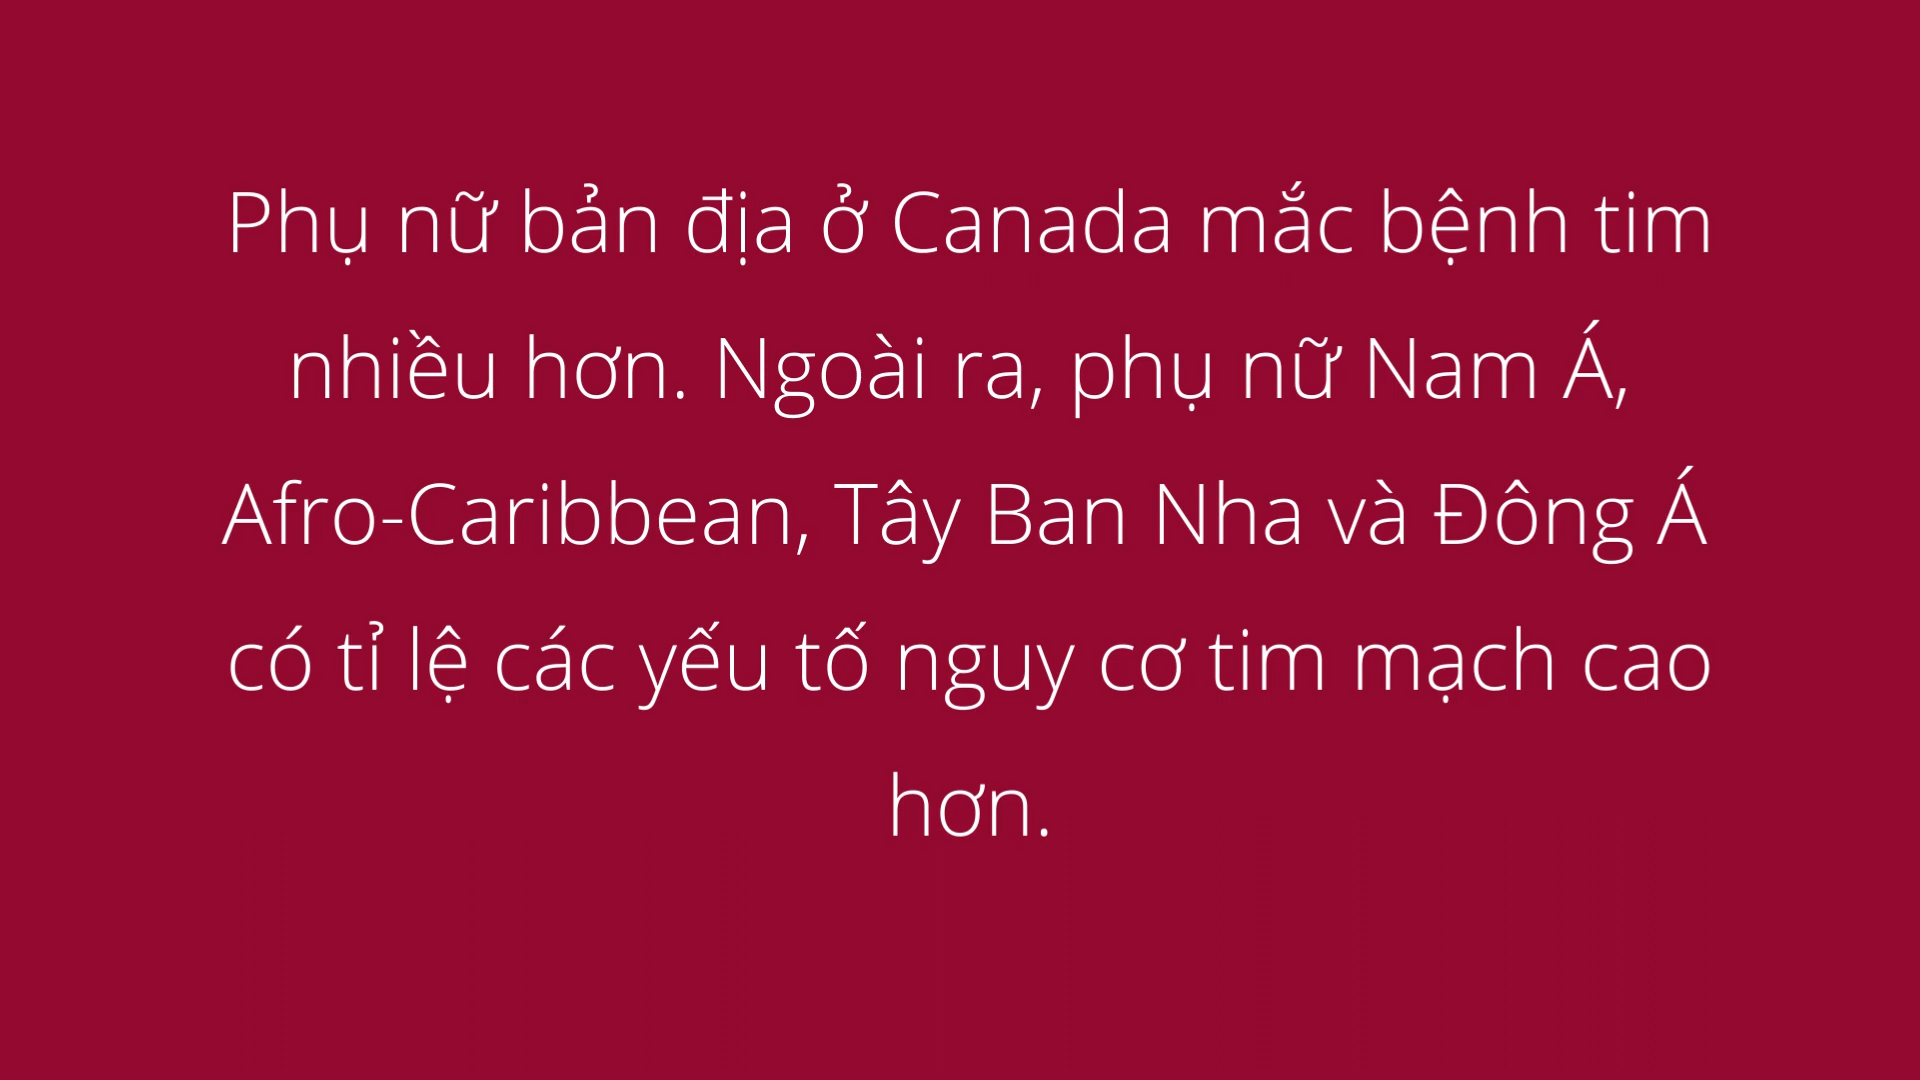 Phụ nữ bản địa ở Canada mắc bệnh tim
nhiều hơn. Ngoài ra, phụ nữ Nam Á,
Afro-Caribbean, Tây Ban Nha và Đông Á
có tỉ lệ các yếu tố nguy cơ tim mạch cao
hơn.